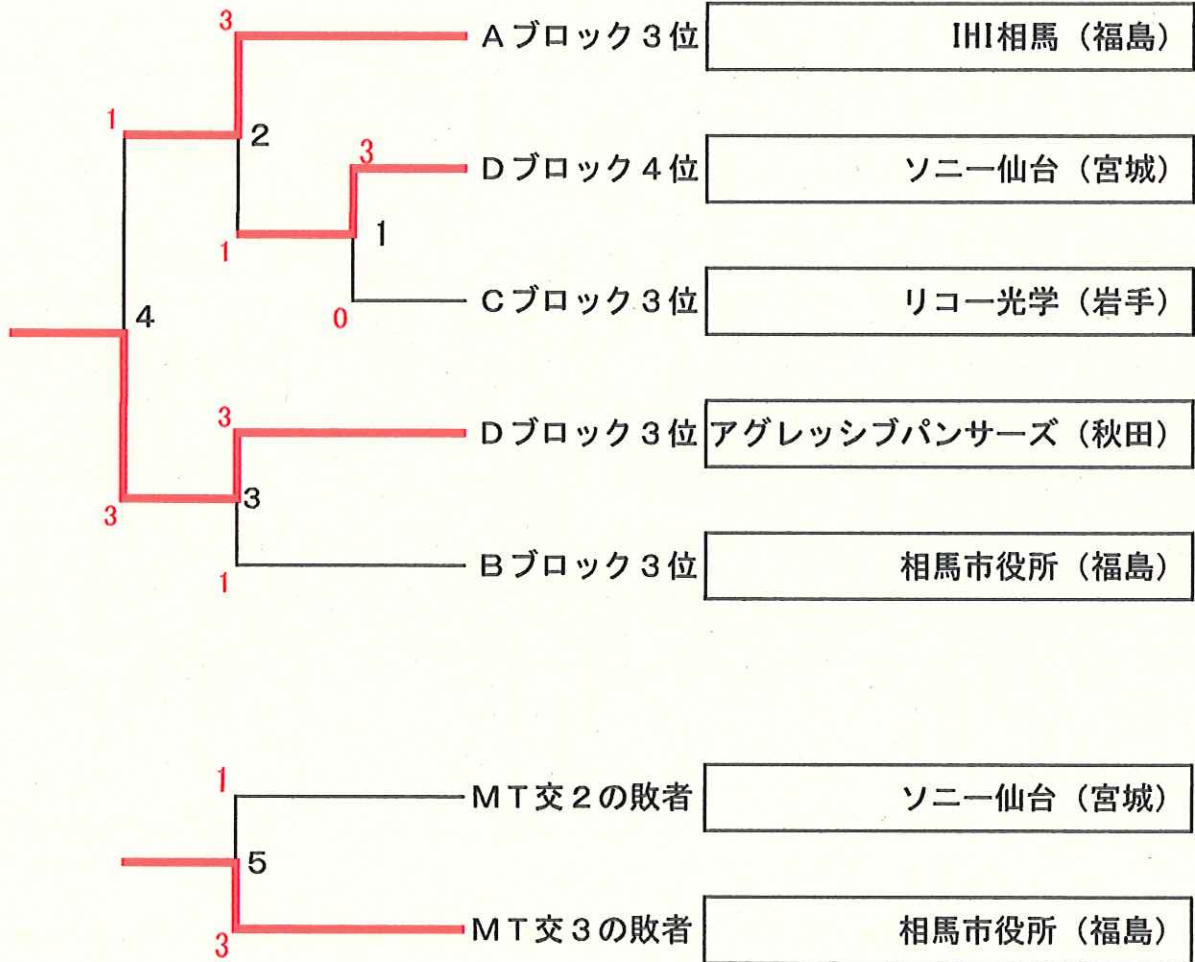 3
Aブロック3位 IHI相馬（福島）
1
2
3
Dブロック4位 ソニー仙台（宮城）
1
1
Cブロック3位 リコー光学（岩手）
0
4
3
Dブロック3位 アグレッシブパンサーズ（秋田）
3
3
Bブロック3位 相馬市役所（福島）
1
1
MT交2の敗者 ソニー仙台（宮城）
5
MT交3の敗者 相馬市役所（福島）
3